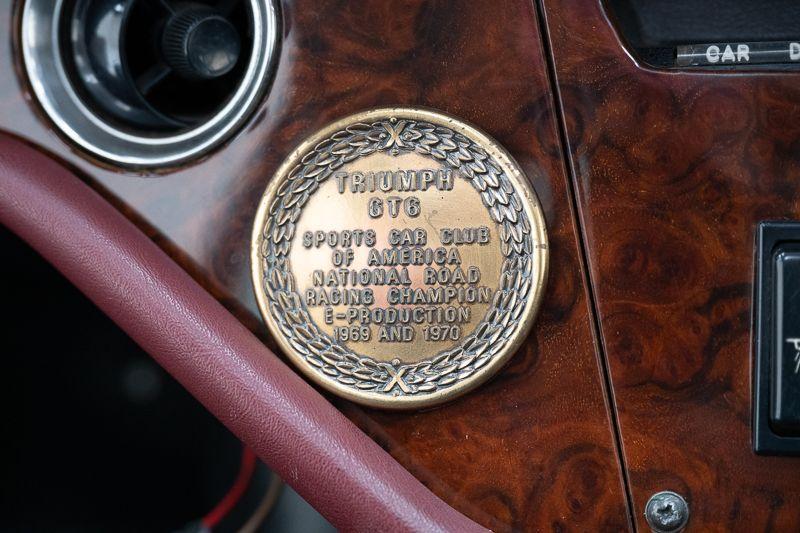 CAR D
TRIUMPH
GT6
SPORTS CAR CLUB
OF AMERICA
NATIONAL ROAD
RACING CHAMPION
E-PRODUCTION
1969 AND 1970